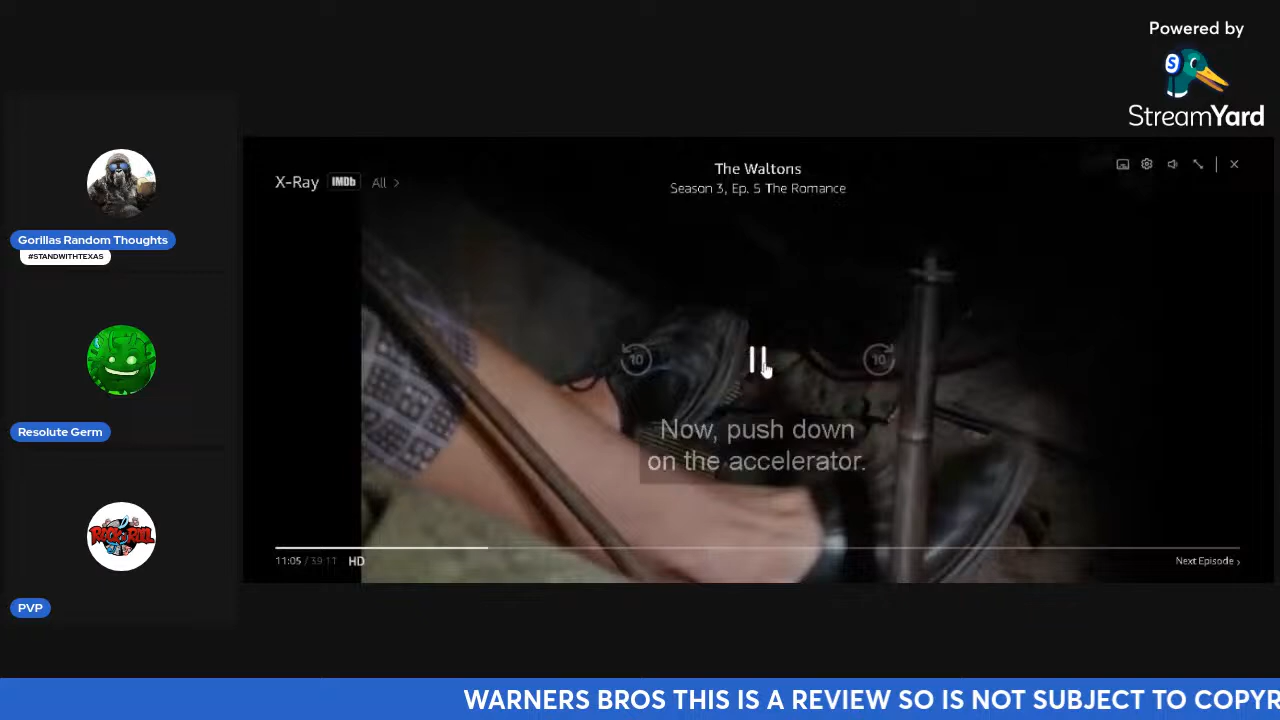 Powered by
S
StreamYard
X-Ray IMDb All
The Waltons
Season 3, Ep. 5 The Romance
Gorillas Random Thoughts
#STANDWITHTEXAS
10
10
Resolute Germ
Now, push down
on the accelerator.
11:05 / 39:11 HD
Next Episode
PVP
WARNERS BROS THIS IS A REVIEW SO IS NOT SUBJECT TO COPYR